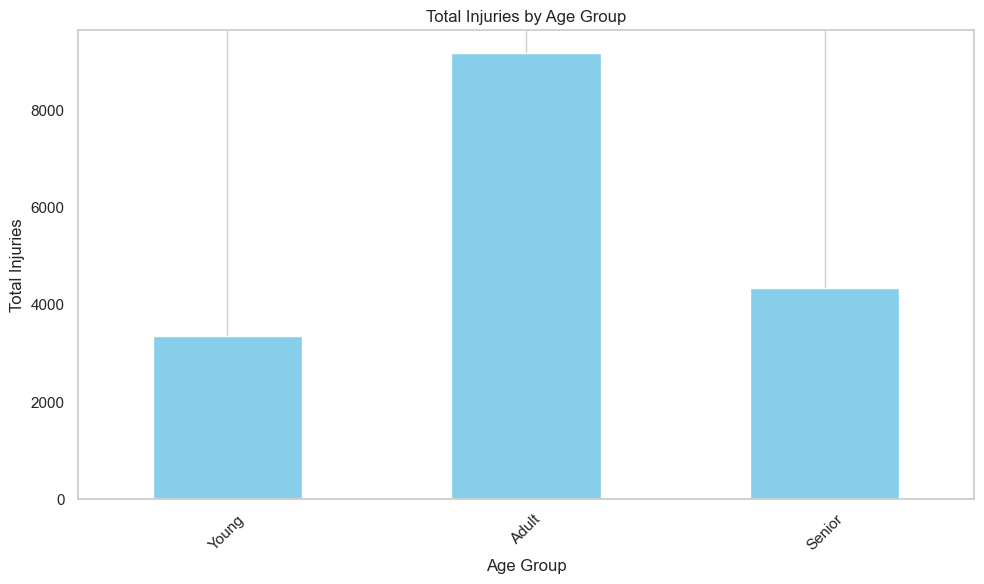 Total Injuries by Age Group
Total Injuries
8000
6000
4000
2000
0
Young
Adult
Senior
Age Group